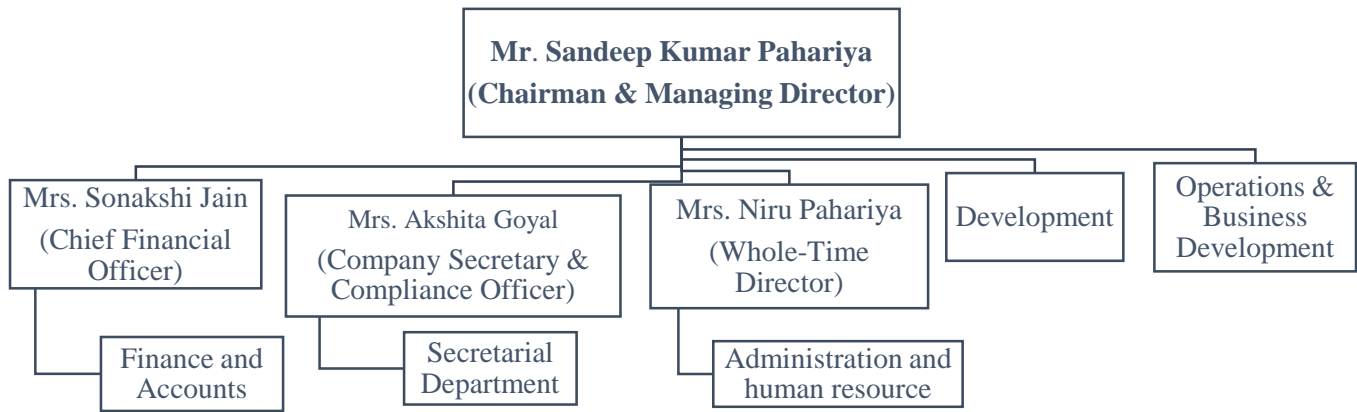 Mr. Sandeep Kumar Pahariya
(Chairman & Managing Director)
Mrs. Sonakshi Jain
(Chief Financial
Officer)
Mrs. Akshita Goyal
(Company Secretary &
Compliance Officer)
Mrs. Niru Pahariya
(Whole-Time
Director)
Development
Operations &
Business
Development
Finance and
Accounts
Secretarial
Department
Administration and
human resource